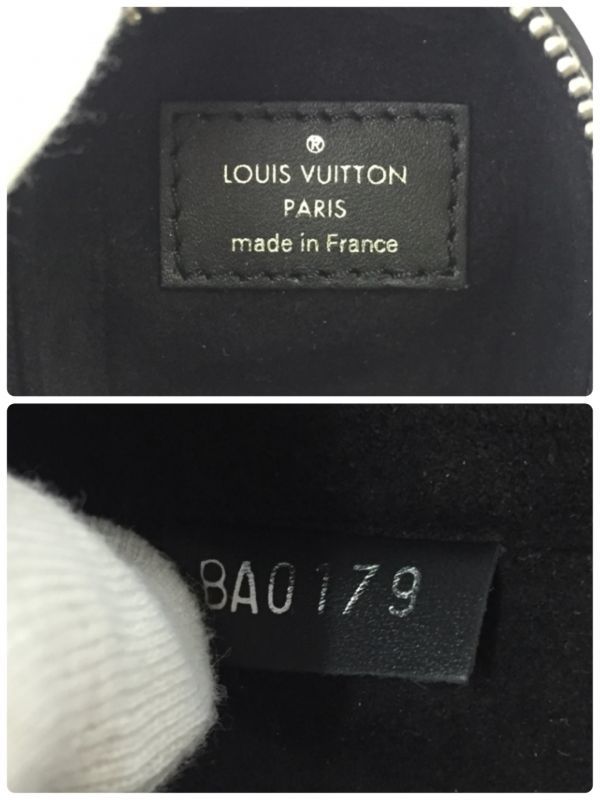 ®
LOUIS VUITTON
PARIS
made in France
BA0179